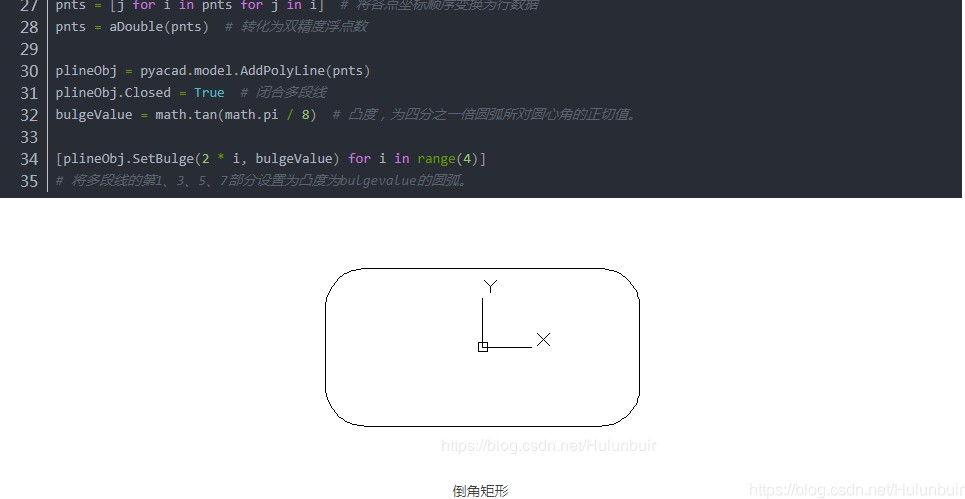 27 pnts = [j for i in pnts for j in i]  # 将各点坐标顺序变换为行数据
28 pnts = aDouble(pnts)  # 转化为双精度浮点数
29
30 plineObj = pyacad.model.AddPolyLine(pnts)
31 plineObj.Closed = True  # 闭合多段线
32 bulgeValue = math.tan(math.pi / 8)  # 凸度，为四分之一倍圆弧所对圆心角的正切值。
33
34 [plineObj.SetBulge(2 * i, bulgeValue) for i in range(4)]
35 # 将多段线的第1、3、5、7部分设置为凸度为bulgevalue的圆弧。
Y
X
https://blog.csdn.net/Hulunbuir
倒角矩形
https://blog.csdn.net/Hulunbuir